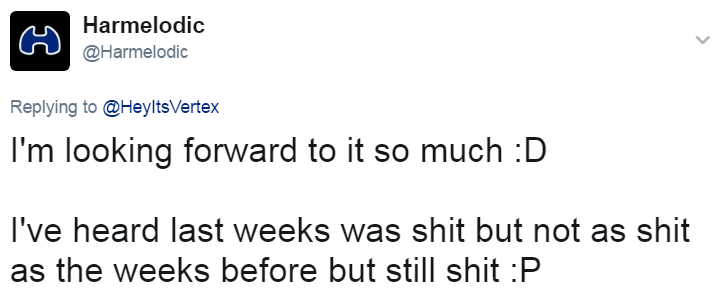 Harmelodic
@Harmelodic
Replying to @HeyItsVertex
I'm looking forward to it so much :D
I've heard last weeks was shit but not as shit
as the weeks before but still shit :P